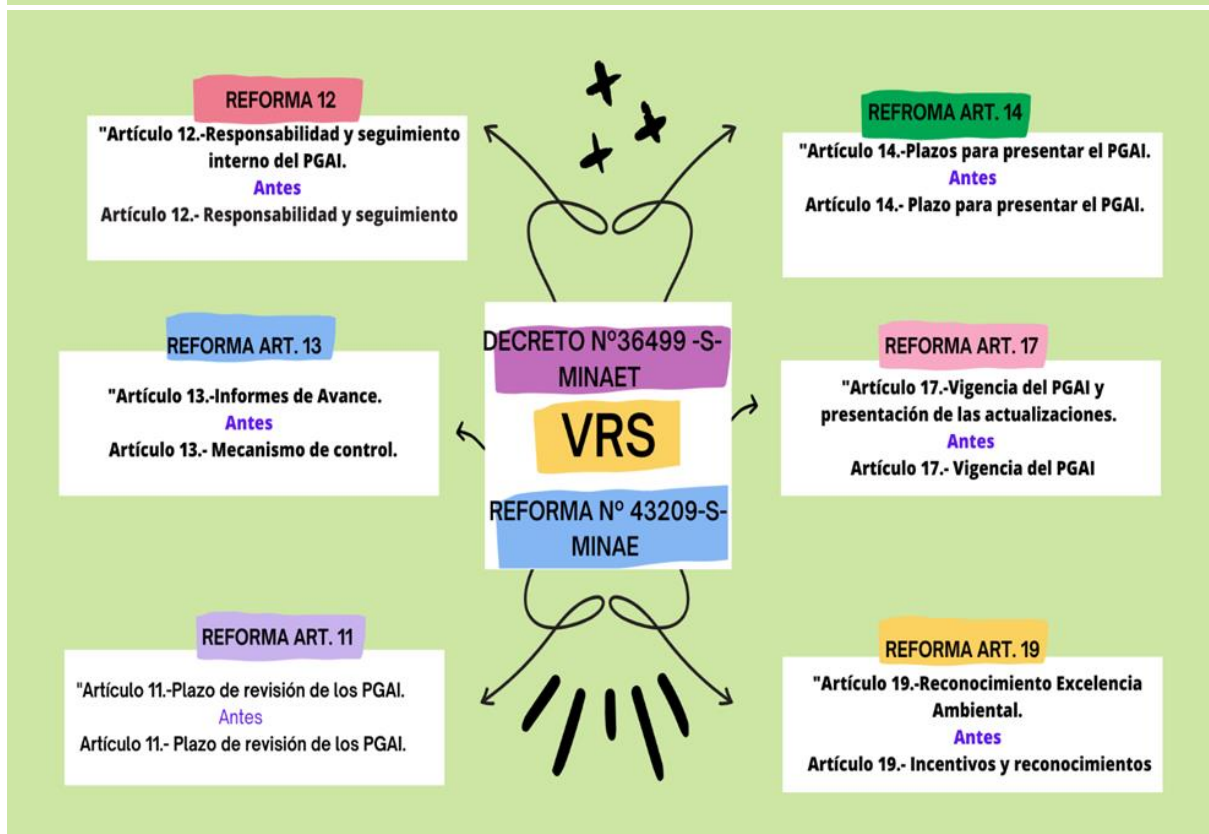 REFORMA 12
"Artículo 12.-Responsabilidad y seguimiento
interno del PGAI.
Antes
Artículo 12.- Responsabilidad y seguimiento
REFORMA ART. 13
"Artículo 13.-Informes de Avance.
Antes
Artículo 13.- Mecanismo de control.
REFORMA ART. 11
"Artículo 11.-Plazo de revisión de los PGAI.
Antes
Artículo 11.- Plazo de revisión de los PGAI.
DECRETO Nº36499 -S-
MINAET
VRS
REFORMA Nº 43209-S-
MINAE
REFROMA ART. 14
"Artículo 14.-Plazos para presentar el PGAI.
Antes
Artículo 14.- Plazo para presentar el PGAI.
REFORMA ART. 17
"Artículo 17.-Vigencia del PGAI y
presentación de las actualizaciones.
Antes
Artículo 17.- Vigencia del PGAI
REFORMA ART. 19
"Artículo 19.-Reconocimiento Excelencia
Ambiental.
Antes
Artículo 19.- Incentivos y reconocimientos